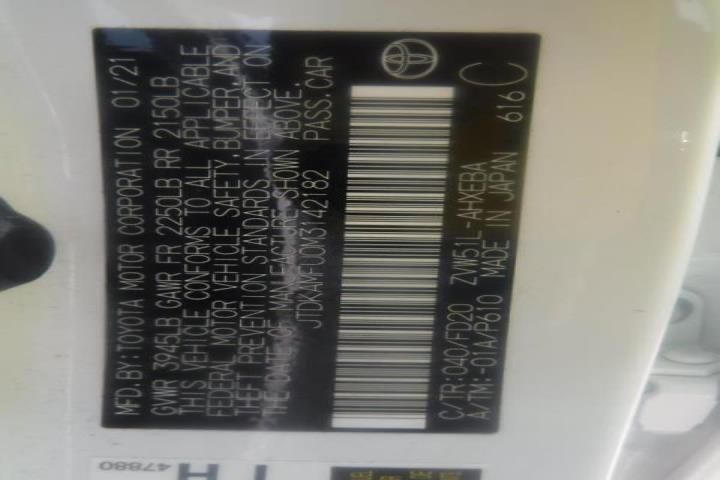 MFD.BY:TOYOTA MOTOR CORPORATION 01/21
GVWR 3945LB GAWR FR 2250LB RR 2150LB
THIS VEHICLE CONFORMS TO ALL APPLICABLE
FEDERAL MOTOR VEHICLE SAFETY, BUMPER, AND
THEFT PREVENTION STANDARDS IN EFFECT ON
THE DATE OF MANUFACTURE SHOWN ABOVE.
JTDKAMFU0M3142182 PASS.CAR
C/TR:040/FD20 ZVW51L-AHXEBA
A/TM:-01A/P610 MADE IN JAPAN 616 C
47880